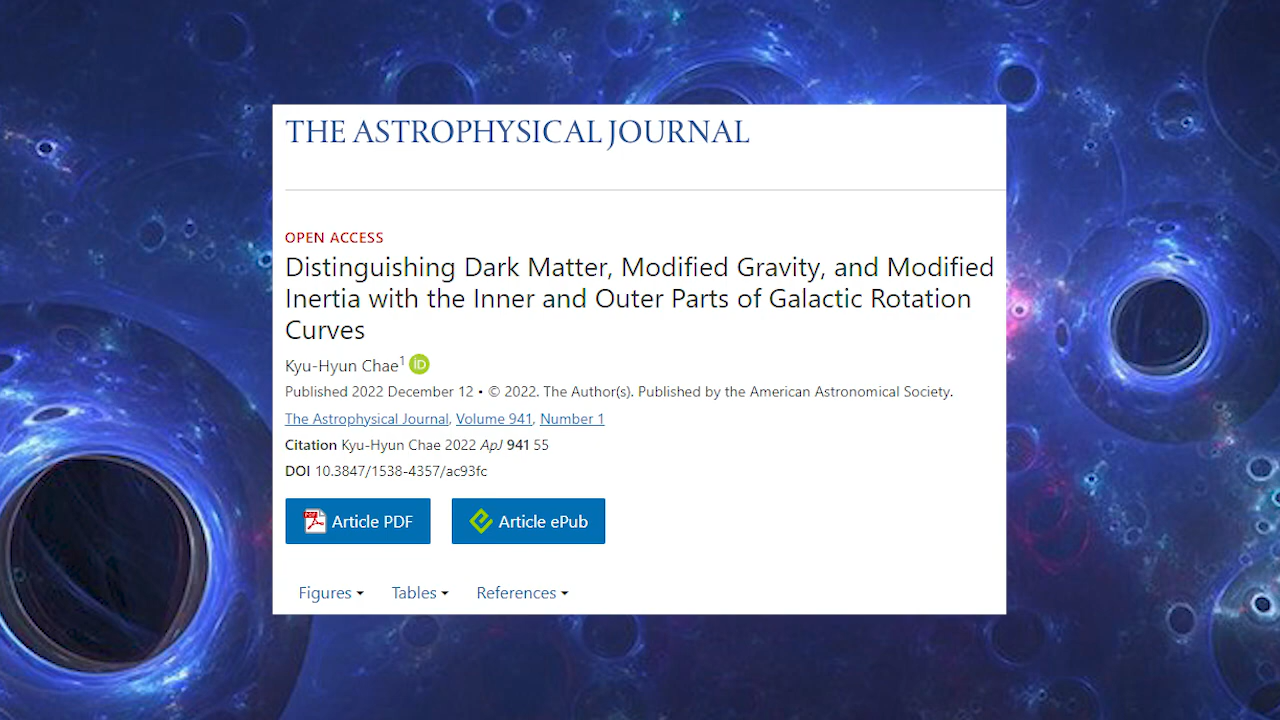 THE ASTROPHYSICAL JOURNAL
OPEN ACCESS
Distinguishing Dark Matter, Modified Gravity, and Modified
Inertia with the Inner and Outer Parts of Galactic Rotation
Curves
Kyu-Hyun Chae1 iD
Published 2022 December 12 • © 2022. The Author(s). Published by the American Astronomical Society.
The Astrophysical Journal, Volume 941, Number 1
Citation Kyu-Hyun Chae 2022 ApJ 941 55
DOI 10.3847/1538-4357/ac93fc
PDF Article PDF Article ePub
Figures Tables References